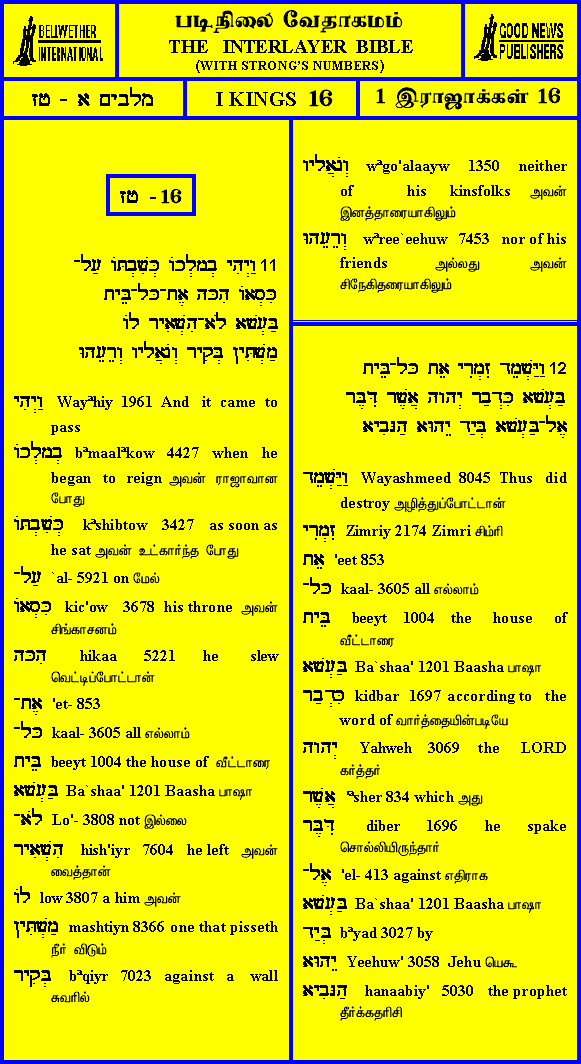 BELLWETHER
INTERNATIONAL
படிநிலை வேதாகமம்
THE INTERLAYER BIBLE
(WITH STRONG'S NUMBERS)
GOOD NEWS
PUBLISHERS
מלבים א - טז
I KINGS 16
1 இராஜாக்கள் 16
טז - 16
11 וַיְהִי בְמָלְכוֹ כְּשִׁבְתּוֹ עַל־
כִּסְאוֹ הִכָּה אֶת־כָּל־בֵּית
בַּעְשָׁא לֹא־הִשְׁאִיר לוֹ
מַשְׁתִּין בְּקִיר וְגֹאֲלָיו וְרֵעֵהוּ
וַיְהִי Wayᵃhiy 1961 And it came to
pass
בְמָלְכוֹ bᵃmaalᵃkow 4427 when he
began to reign அவன் ராஜாவான
போது
כְּשִׁבְתּוֹ kᵃshibtow 3427 as soon as
he sat அவன் உட்கார்ந்த போது
עַל־ `al- 5921 on மேல்
כִּסְאוֹ kic'ow 3678 his throne அவன்
சிங்காசனம்
הִכָּה hikaa 5221 he slew
வெட்டிப்போட்டான்
אֶת־ 'et- 853
כָּל־ kaal- 3605 all எல்லாம்
בֵּית beeyt 1004 the house of வீட்டாரை
בַּעְשָׁא Ba`shaa' 1201 Baasha பாஷா
לֹא־ Lo'- 3808 not இல்லை
הִשְׁאִיר hish'iyr 7604 he left அவன்
வைத்தான்
לוֹ low 3807 a him அவன்
מַשְׁתִּין mashtiyn 8366 one that pisseth
நீர் விடும்
בְּקִיר bᵃqiyr 7023 against a wall
சுவரில்
וְגֹאֲלָיו wᵃgo'alaayw 1350 neither
of his kinsfolks அவன்
இனத்தாரையாகிலும்
וְרֵעֵהוּ wᵃree`eehuw 7453 nor of his
friends அல்லது அவன்
சிநேகிதரையாகிலும்
12 וַיַּשְׁמֵד זִמְרִי אֵת כָּל־בֵּית
בַּעְשָׁא כִּדְבַר יְהוָה אֲשֶׁר דִּבֶּר
אֶל־בַּעְשָׁא בְּיַד יֵהוּא הַנָּבִיא
וַיַּשְׁמֵד Wayashmeed 8045 Thus did
destroy அழித்துப்போட்டான்
זִמְרִי Zimriy 2174 Zimri சிம்ரி
אֵת 'eet 853
כָּל־ kaal- 3605 all எல்லாம்
בֵּית beeyt 1004 the house of
வீட்டாரை
בַּעְשָׁא Ba`shaa' 1201 Baasha பாஷா
כִּדְבַר kidbar 1697 according to the
word of வார்த்தையின்படியே
יְהוָה Yahweh 3069 the LORD
கர்த்தர்
אֲשֶׁר 'ᵃsher 834 which அது
דִּבֶּר diber 1696 he spake
சொல்லியிருந்தார்
אֶל־ 'el- 413 against எதிராக
בַּעְשָׁא Ba`shaa' 1201 Baasha பாஷா
בְּיַד bᵃyad 3027 by
יֵהוּא Yeehuw' 3058 Jehu யெகூ
הַנָּבִיא hanaabiy' 5030 the prophet
தீர்க்கதரிசி